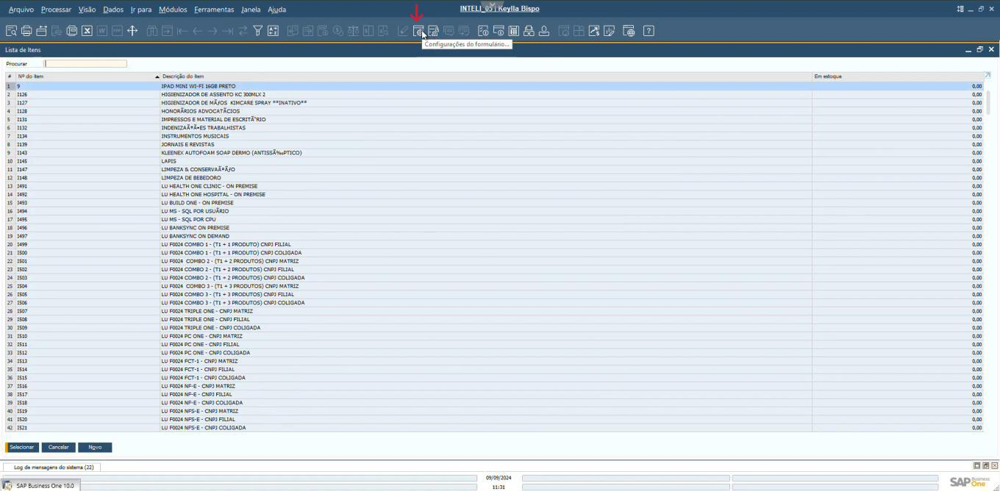 Arquivo Processar Visão Dados Ir para Módulos Ferramentas Janela Ajuda
INTELI_05 | Keylla Bispo
Configurações do formulário...
Lista de Itens
Procurar
# Nº do item Descrição do item Em estoque
1 9 IPAD MINI WI-FI 16GB PRETO 0,00
2 I126 HIGIENIZADOR DE ASSENTO KC 300MLX 2 0,00
3 I127 HIGIENIZADOR DE MÃƒOS KIMCARE SPRAY **INATIVO** 0,00
4 I128 HONORÃRIOS ADVOCATÃCIOS 0,00
5 I131 IMPRESSOS E MATERIAL DE ESCRITÃ"RIO 0,00
6 I132 INDENIZAÃ‡Ã•ES TRABALHISTAS 0,00
7 I134 INSTRUMENTOS MUSICAIS 0,00
8 I139 JORNAIS E REVISTAS 0,00
9 I143 KLEENEX AUTOFOAM SOAP DERMO (ANTISSÃ‰PTICO) 0,00
10 I145 LAPIS 0,00
11 I147 LIMPEZA & CONSERVAÃ‡ÃƒO 0,00
12 I148 LIMPEZA DE BEBEDORO 0,00
13 I491 LU HEALTH ONE CLINIC - ON PREMISE 0,00
14 I492 LU HEALTH ONE HOSPITAL - ON PREMISE 0,00
15 I493 LU BUILD ONE - ON PREMISE 0,00
16 I494 LU MS - SQL POR USUÃRIO 0,00
17 I495 LU MS - SQL POR CPU 0,00
18 I496 LU BANKSYNC ON PREMISE 0,00
19 I497 LU BANKSYNC ON DEMAND 0,00
20 I499 LU F0024 COMBO 1 - (T1 + 1 PRODUTO) CNPJ FILIAL 0,00
21 I500 LU F0024 COMBO 1 - (T1 + 1 PRODUTO) CNPJ COLIGADA 0,00
22 I501 LU F0024 COMBO 2 - (T1 + 2 PRODUTOS) CNPJ MATRIZ 0,00
23 I502 LU F0024 COMBO 2 - (T1 + 2 PRODUTOS) CNPJ FILIAL 0,00
24 I503 LU F0024 COMBO 2 - (T1 + 2 PRODUTOS) CNPJ COLIGADA 0,00
25 I504 LU F0024 COMBO 3 - (T1 + 3 PRODUTOS) CNPJ MATRIZ 0,00
26 I505 LU F0024 COMBO 3 - (T1 + 3 PRODUTOS) CNPJ FILIAL 0,00
27 I506 LU F0024 COMBO 3 - (T1 + 3 PRODUTOS) CNPJ COLIGADA 0,00
28 I507 LU F0024 TRIPLE ONE - CNPJ MATRIZ 0,00
29 I508 LU F0024 TRIPLE ONE - CNPJ FILIAL 0,00
30 I509 LU F0024 TRIPLE ONE - CNPJ COLIGADA 0,00
31 I510 LU F0024 PC ONE - CNPJ MATRIZ 0,00
32 I511 LU F0024 PC ONE - CNPJ FILIAL 0,00
33 I512 LU F0024 PC ONE - CNPJ COLIGADA 0,00
34 I513 LU F0024 FCT-1 - CNPJ MATRIZ 0,00
35 I514 LU F0024 FCT-1 - CNPJ FILIAL 0,00
36 I515 LU F0024 FCT-1 - CNPJ COLIGADA 0,00
37 I516 LU F0024 NF-E - CNPJ MATRIZ 0,00
38 I517 LU F0024 NF-E - CNPJ FILIAL 0,00
39 I518 LU F0024 NF-E - CNPJ COLIGADA 0,00
40 I519 LU F0024 NFS-E - CNPJ MATRIZ 0,00
41 I520 LU F0024 NFS-E - CNPJ FILIAL 0,00
42 I521 LU F0024 NFS-E - CNPJ COLIGADA 0,00
Selecionar Cancelar Novo
Log de mensagens do sistema (22)
09/09/2024
11:31
SAP Business One 10.0
SAP Business One